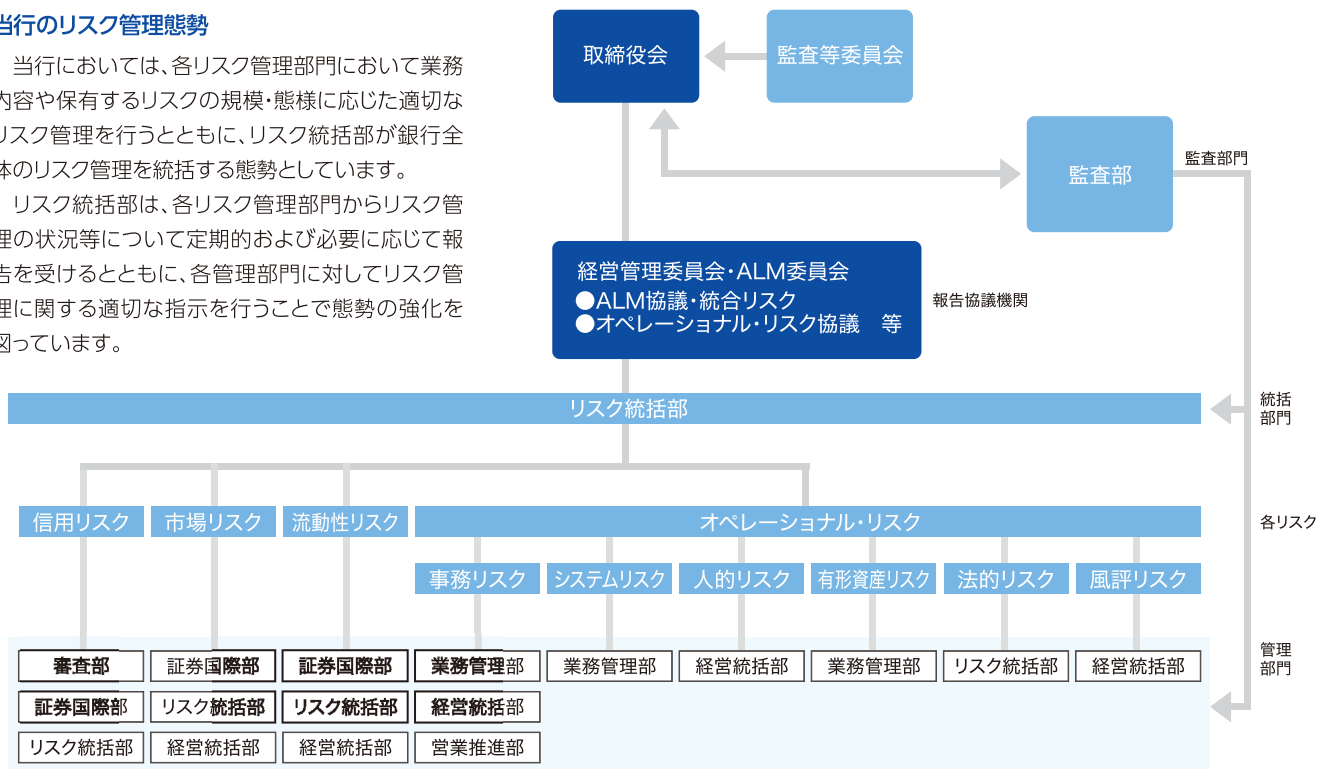 当行のリスク管理態勢
当行においては、各リスク管理部門において業務
内容や保有するリスクの規模・態様に応じた適切な
リスク管理を行うとともに、リスク統括部が銀行全
体のリスク管理を統括する態勢としています。
リスク統括部は、各リスク管理部門からリスク管
理の状況等について定期的および必要に応じて報
告を受けるとともに、各管理部門に対してリスク管
理に関する適切な指示を行うことで態勢の強化を
図っています。
取締役会
監査等委員会
監査部
監査部門
経営管理委員会・ALM委員会
●ALM協議・統合リスク
●オペレーショナル・リスク協議　等
報告協議機関
リスク統括部
統括
部門
信用リスク
市場リスク
流動性リスク
オペレーショナル・リスク
各リスク
事務リスク
システムリスク
人的リスク
有形資産リスク
法的リスク
風評リスク
管理
部門
審査部
証券国際部
証券国際部
業務管理部
業務管理部
経営統括部
業務管理部
リスク統括部
経営統括部
証券国際部
リスク統括部
リスク統括部
経営統括部
リスク統括部
経営統括部
経営統括部
営業推進部